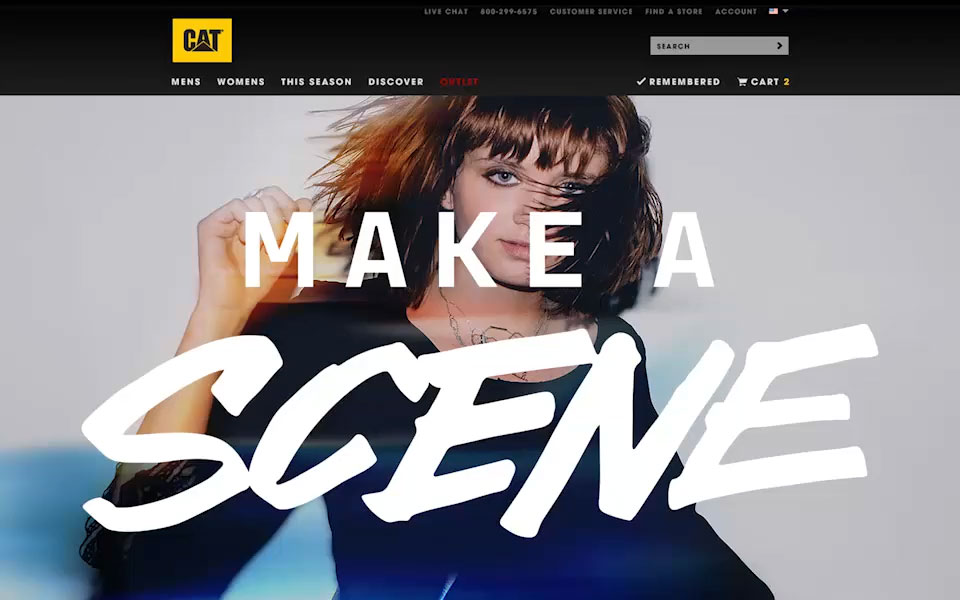 LIVE CHAT 800-299-6575 CUSTOMER SERVICE FIND A STORE ACCOUNT
CAT
SEARCH
MENS WOMENS THIS SEASON DISCOVER OUTLET REMEMBERED CART 2
MAKE A
SCENE